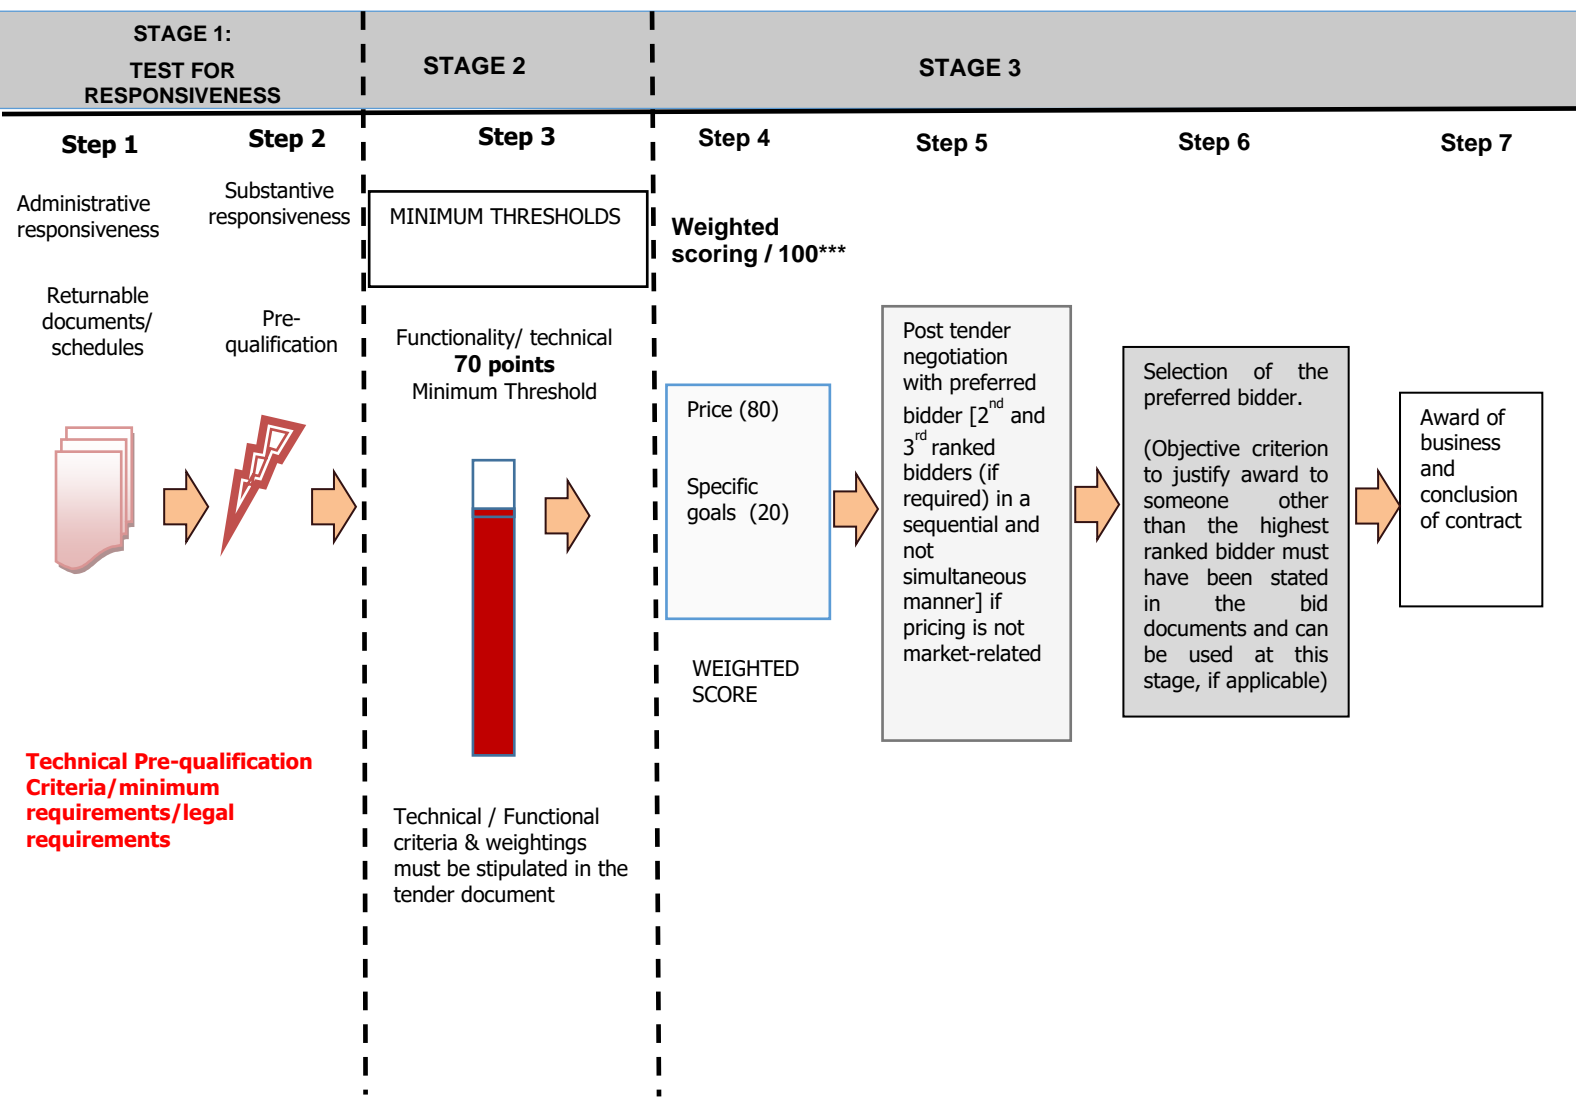 STAGE 1:
TEST FOR
RESPONSIVENESS
STAGE 2
STAGE 3
Step 1
Step 2
Step 3
Step 4
Step 5
Step 6
Step 7
Administrative
responsiveness
Returnable
documents/
schedules
Substantive
responsiveness
Pre-
qualification
Technical Pre-qualification
Criteria/minimum
requirements/legal
requirements
MINIMUM THRESHOLDS
Functionality/ technical
70 points
Minimum Threshold
Technical / Functional
criteria & weightings
must be stipulated in the
tender document
Weighted
scoring / 100***
Price (80)
Specific
goals (20)
WEIGHTED
SCORE
Post tender
negotiation
with preferred
bidder [2nd and
3rd ranked
bidders (if
required) in a
sequential and
not
simultaneous
manner] if
pricing is not
market-related
Selection of the
preferred bidder.
(Objective criterion
to justify award to
someone other
than the highest
ranked bidder must
have been stated
in the bid
documents and can
be used at this
stage, if applicable)
Award of
business
and
conclusion
of contract